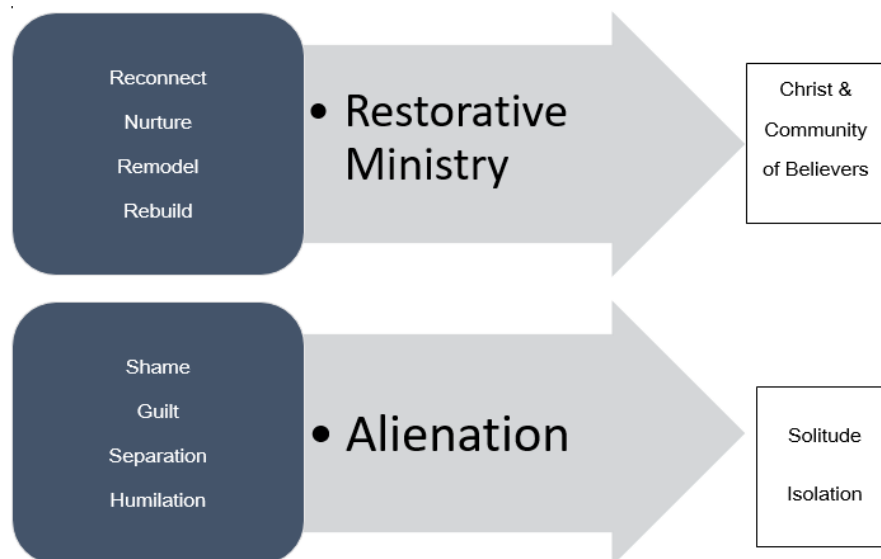 Reconnect
Nurture
Remodel
Rebuild
• Restorative
Ministry
Christ &
Community
of Believers
Shame
Guilt
Separation
Humilation
• Alienation
Solitude
Isolation